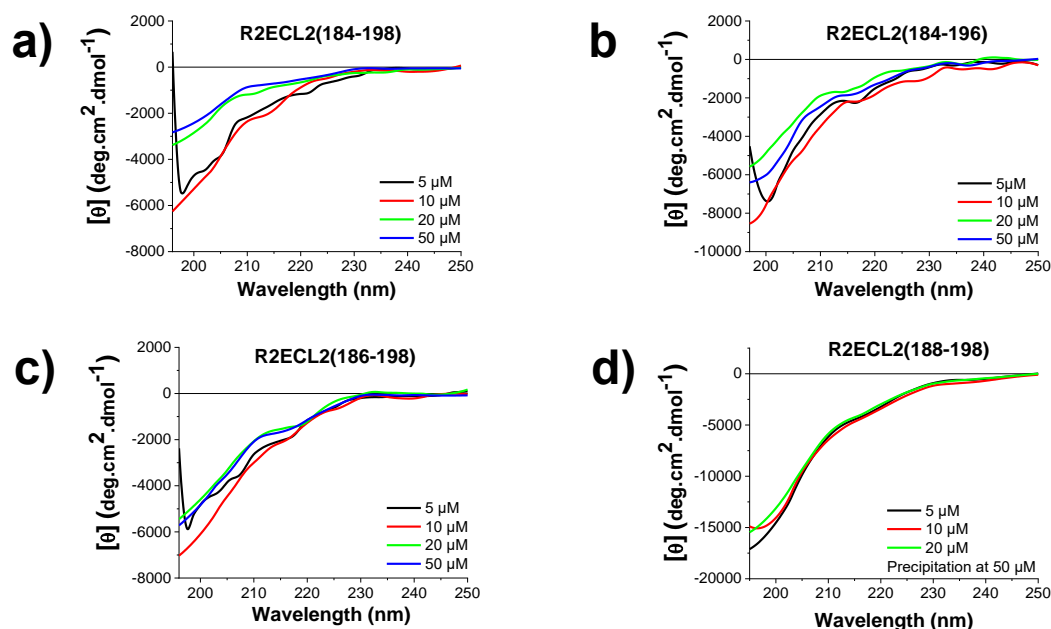 a)
R2ECL2(184-198)
2000
0
-2000
-4000
-6000
-8000
[θ] (deg.cm².dmol⁻¹)
5 µM
10 µM
20 µM
50 µM
200 210 220 230 240 250
Wavelength (nm)
b)
R2ECL2(184-196)
2000
0
-2000
-4000
-6000
-8000
-10000
[θ] (deg.cm².dmol⁻¹)
5µM
10 µM
20 µM
50 µM
200 210 220 230 240 250
Wavelength (nm)
c)
R2ECL2(186-198)
2000
0
-2000
-4000
-6000
-8000
[θ] (deg.cm².dmol⁻¹)
5 µM
10 µM
20 µM
50 µM
200 210 220 230 240 250
Wavelength (nm)
d)
R2ECL2(188-198)
0
-5000
-10000
-15000
-20000
[θ] (deg.cm².dmol⁻¹)
5 µM
10 µM
20 µM
Precipitation at 50 µM
200 210 220 230 240 250
Wavelength (nm)